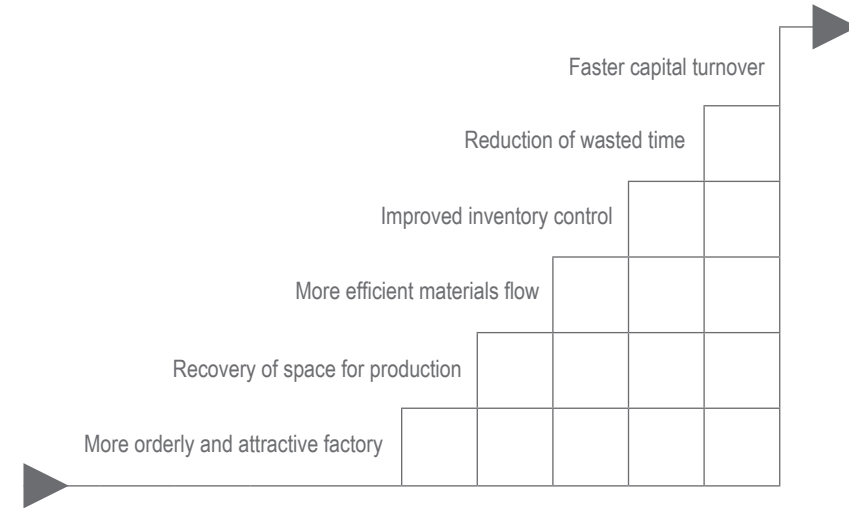 Faster capital turnover
Reduction of wasted time
Improved inventory control
More efficient materials flow
Recovery of space for production
More orderly and attractive factory